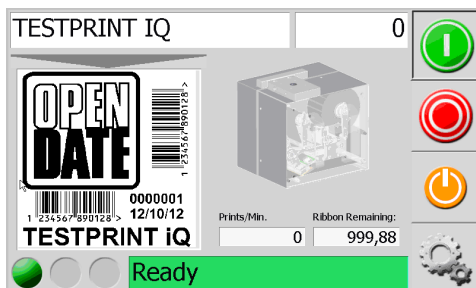 TESTPRINT IQ 0
OPEN
DATE
1 234567 890128 >
1 234567 890128 >
0000001
12/10/12
TESTPRINT iQ
Prints/Min. Ribbon Remaining:
0 999,88
Ready